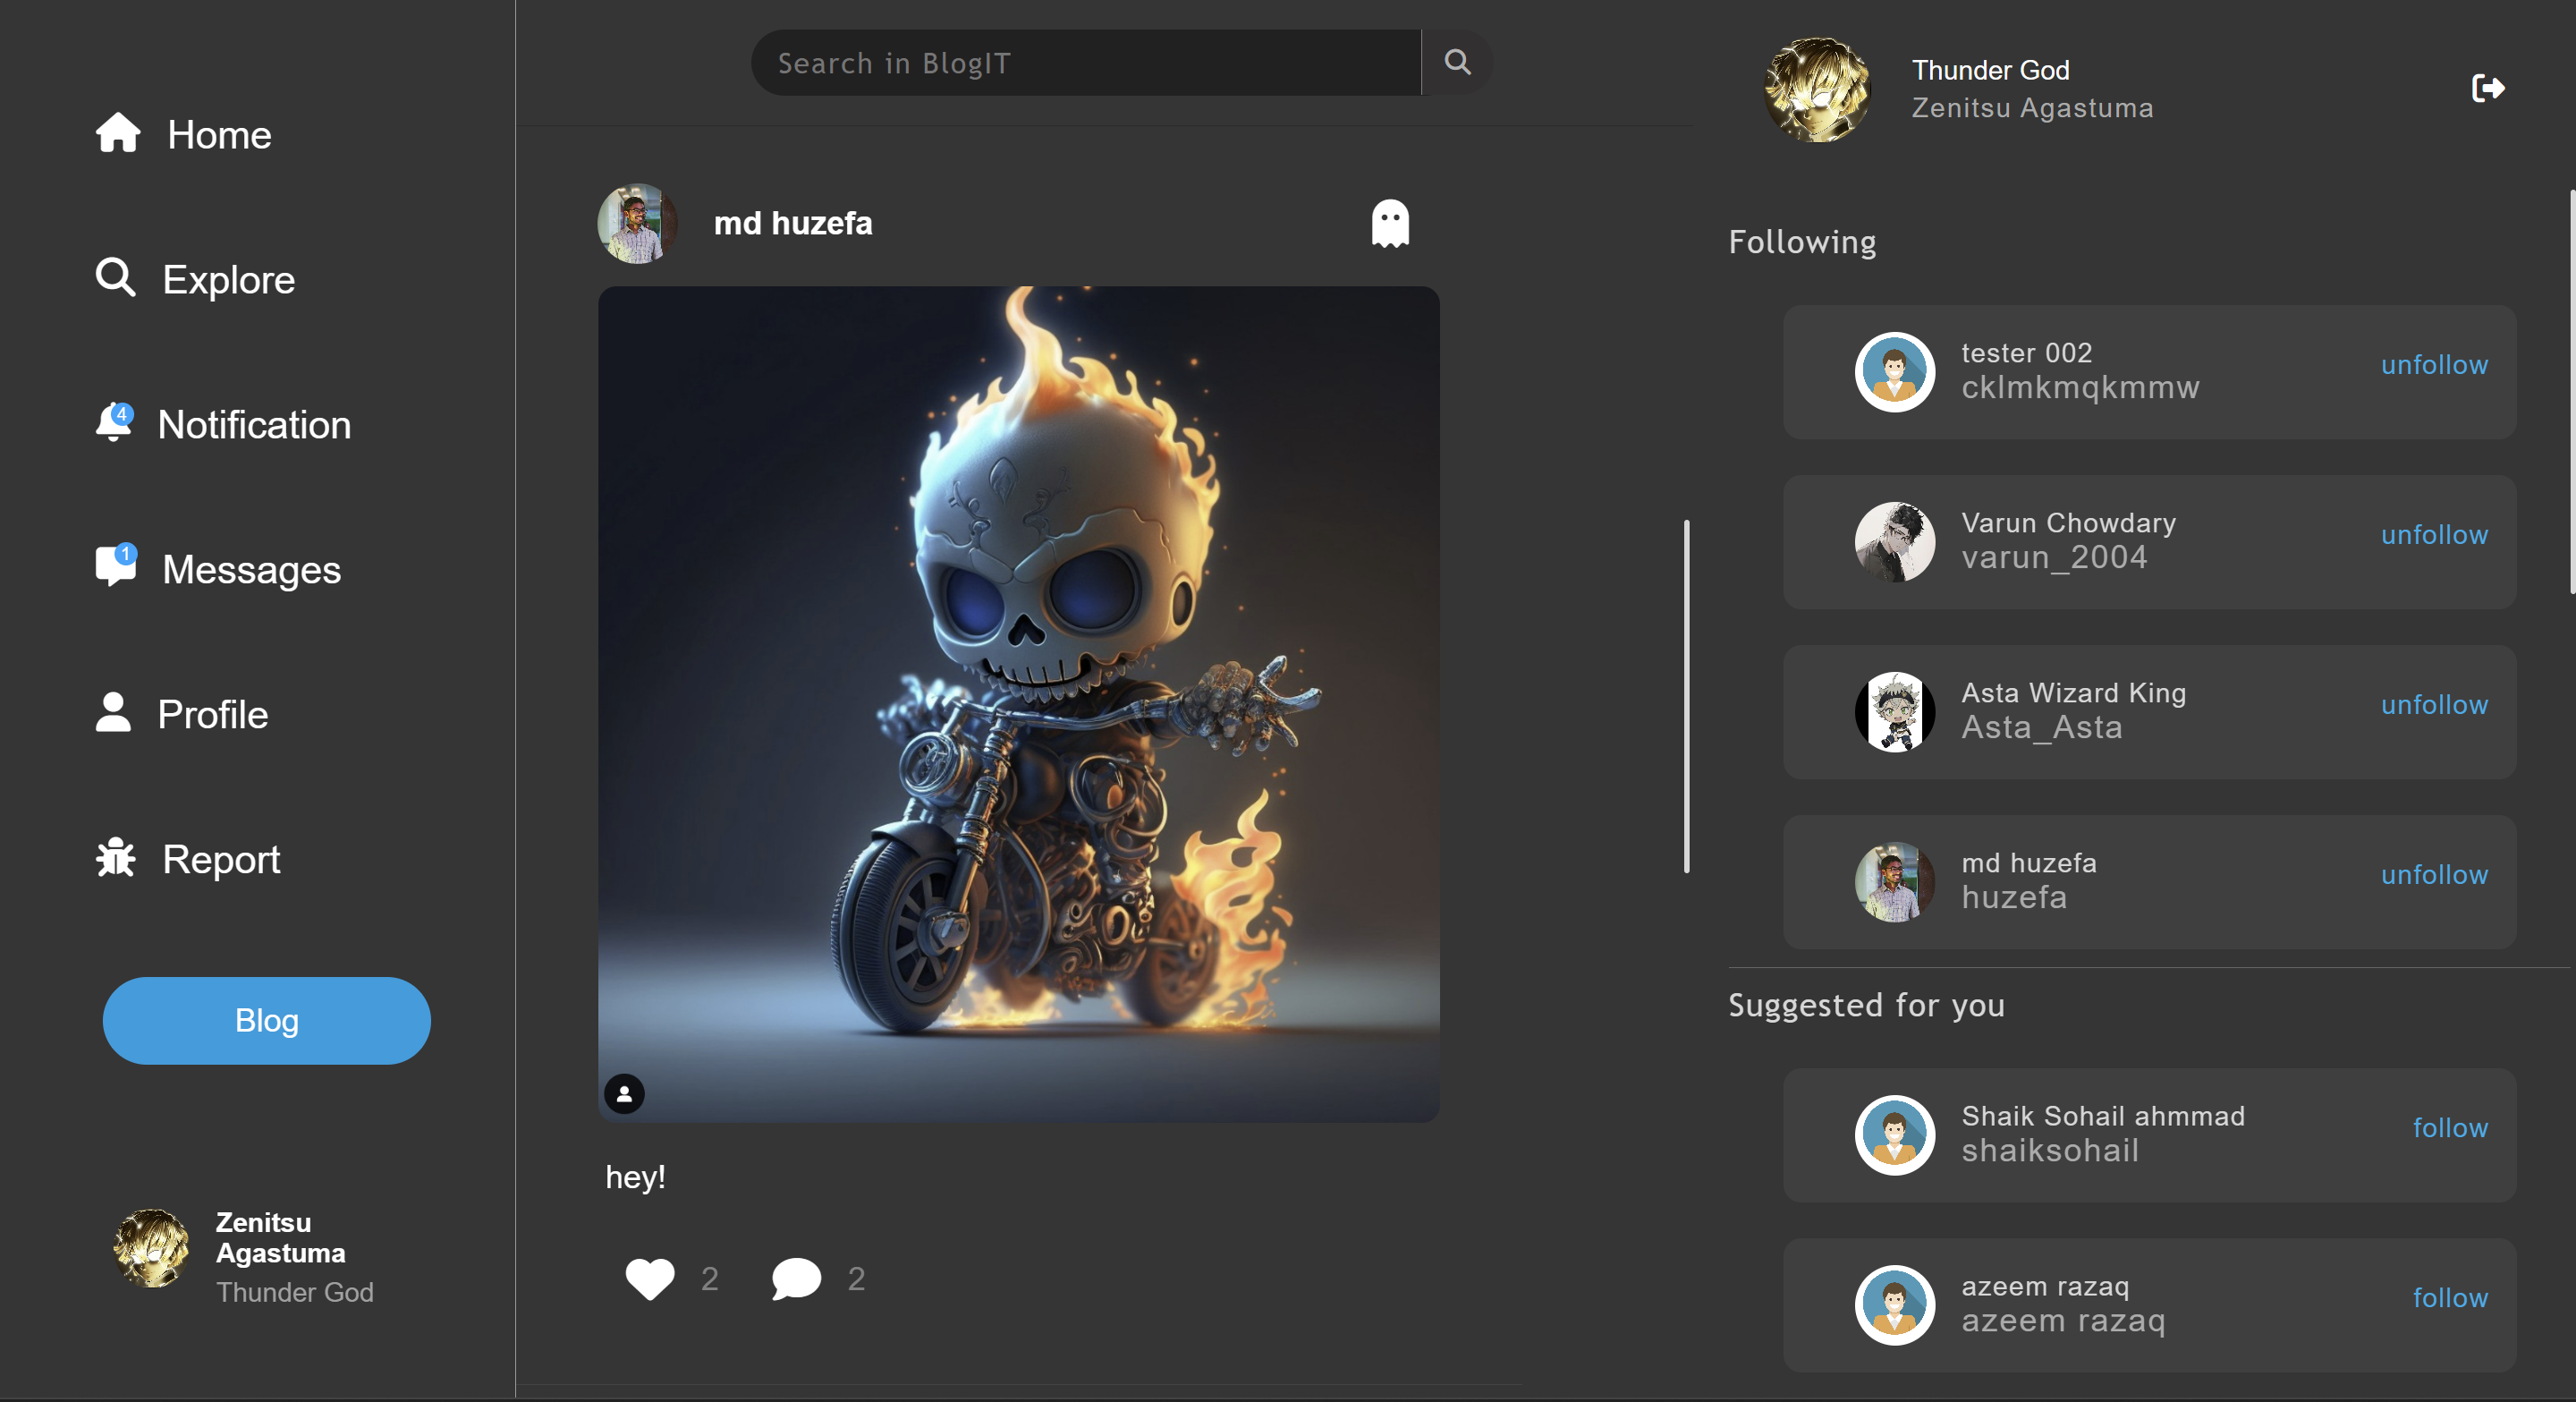 Home
Explore
4
Notification
1
Messages
Profile
Report
Blog
Zenitsu
Agastuma
Thunder God
Search in BlogIT
md huzefa
hey!
2
2
Thunder God
Zenitsu Agastuma
Following
tester 002
cklmkmqkmmw
unfollow
Varun Chowdary
varun_2004
unfollow
Asta Wizard King
Asta_Asta
unfollow
md huzefa
huzefa
unfollow
Suggested for you
Shaik Sohail ahmmad
shaiksohail
follow
azeem razaq
azeem razaq
follow